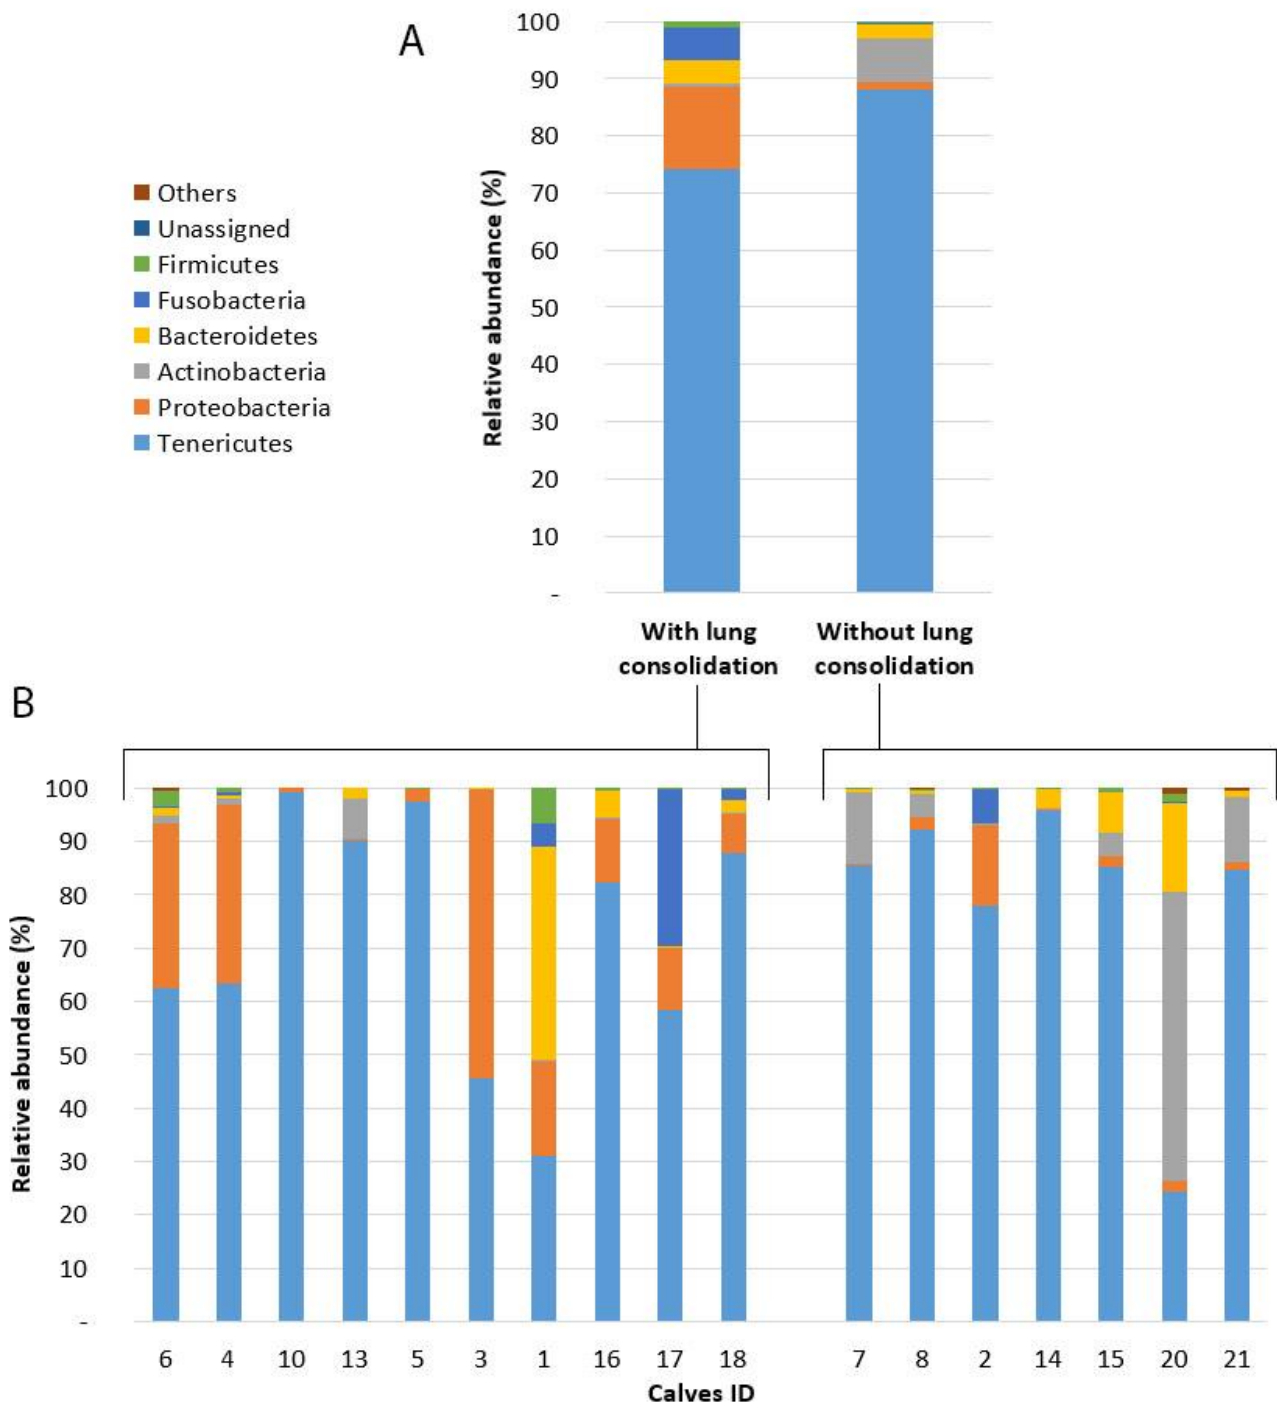 A
Others
Unassigned
Firmicutes
Fusobacteria
Bacteroidetes
Actinobacteria
Proteobacteria
Tenericutes
Relative abundance (%)
100
90
80
70
60
50
40
30
20
10
-
With lung consolidation
Without lung consolidation
B
Relative abundance (%)
100
90
80
70
60
50
40
30
20
10
-
6 4 10 13 5 3 1 16 17 18 7 8 2 14 15 20 21
Calves ID